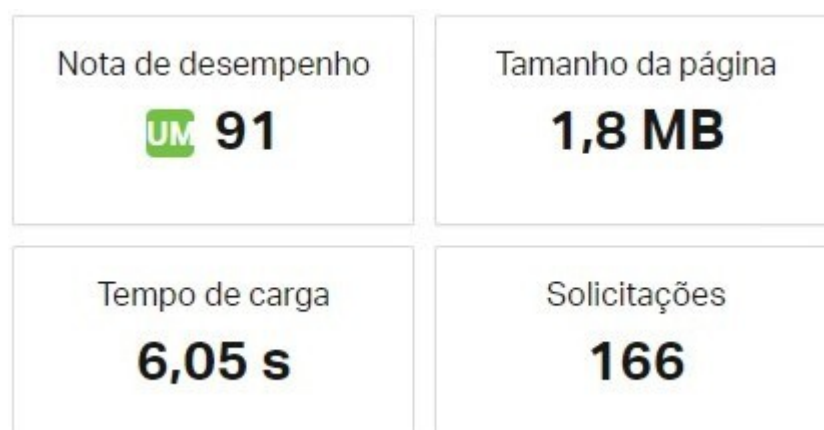 Nota de desempenho
UM 91
Tamanho da página
1,8 MB
Tempo de carga
6,05 s
Solicitações
166